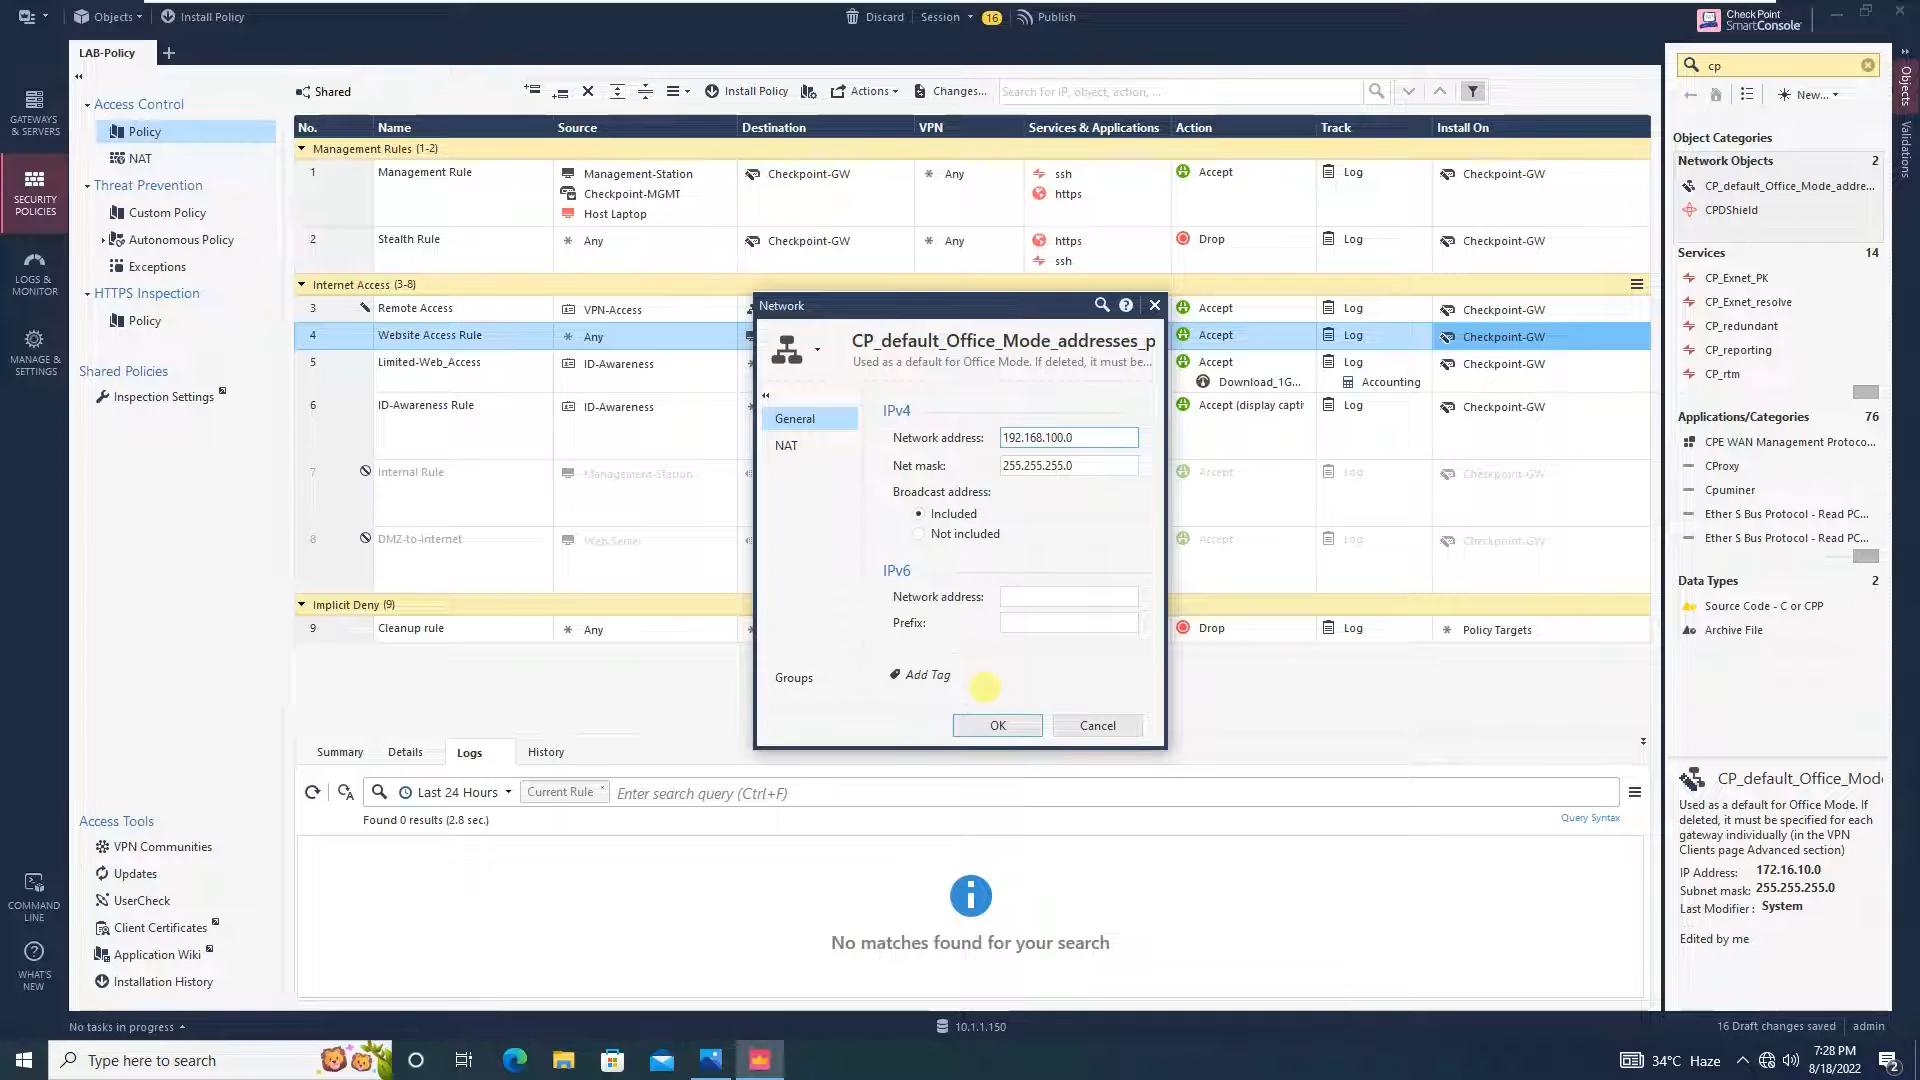 Objects
Install Policy
Discard
Session
16
Publish
Check Point
SmartConsole
LAB-Policy
GATEWAYS
& SERVERS
SECURITY
POLICIES
LOGS &
MONITOR
MANAGE &
SETTINGS
COMMAND
LINE
WHAT'S
NEW
Access Control
Policy
NAT
Threat Prevention
Custom Policy
Autonomous Policy
Exceptions
HTTPS Inspection
Policy
Shared Policies
Inspection Settings
Access Tools
VPN Communities
Updates
UserCheck
Client Certificates
Application Wiki
Installation History
Shared
Install Policy
Actions
Changes...
Search for IP, object, action, ...
No. Name Source Destination VPN Services & Applications Action Track Install On
Management Rules (1-2)
1 Management Rule Management-Station Checkpoint-GW Any ssh Accept Log Checkpoint-GW
Checkpoint-MGMT https
Host Laptop
2 Stealth Rule Any Checkpoint-GW Any https Drop Log Checkpoint-GW
ssh
Internet Access (3-8)
3 Remote Access VPN-Access Accept Log Checkpoint-GW
4 Website Access Rule Any Accept Log Checkpoint-GW
5 Limited-Web_Access ID-Awareness Accept Log Checkpoint-GW
Download_1G... Accounting
6 ID-Awareness Rule ID-Awareness Accept (display capti Log Checkpoint-GW
7 Internal Rule Management-Station Accept Log Checkpoint-GW
8 DMZ-to-Internet Web-Server Accept Log Checkpoint-GW
Implicit Deny (9)
9 Cleanup rule Any Drop Log Policy Targets
Network
CP_default_Office_Mode_addresses_p
Used as a default for Office Mode. If deleted, it must be...
General
NAT
Groups
IPv4
Network address: 192.168.100.0
Net mask: 255.255.255.0
Broadcast address:
Included
Not included
IPv6
Network address:
Prefix:
Add Tag
OK
Cancel
Summary
Details
Logs
History
Last 24 Hours
Current Rule
Enter search query (Ctrl+F)
Found 0 results (2.8 sec.)
Query Syntax
No matches found for your search
cp
New...
Objects
Validations
Object Categories
Network Objects 2
CP_default_Office_Mode_addre...
CPDShield
Services 14
CP_Exnet_PK
CP_Exnet_resolve
CP_redundant
CP_reporting
CP_rtm
Applications/Categories 76
CPE WAN Management Protoco...
CProxy
Cpuminer
Ether S Bus Protocol - Read PC...
Ether S Bus Protocol - Read PC...
Data Types 2
Source Code - C or CPP
Archive File
CP_default_Office_Mod
Used as a default for Office Mode. If
deleted, it must be specified for each
gateway individually (in the VPN
Clients page Advanced section)
IP Address: 172.16.10.0
Subnet mask: 255.255.255.0
Last Modifier : System
Edited by me
No tasks in progress
10.1.1.150
16 Draft changes saved
admin
Type here to search
34°C Haze
7:28 PM
8/18/2022
2